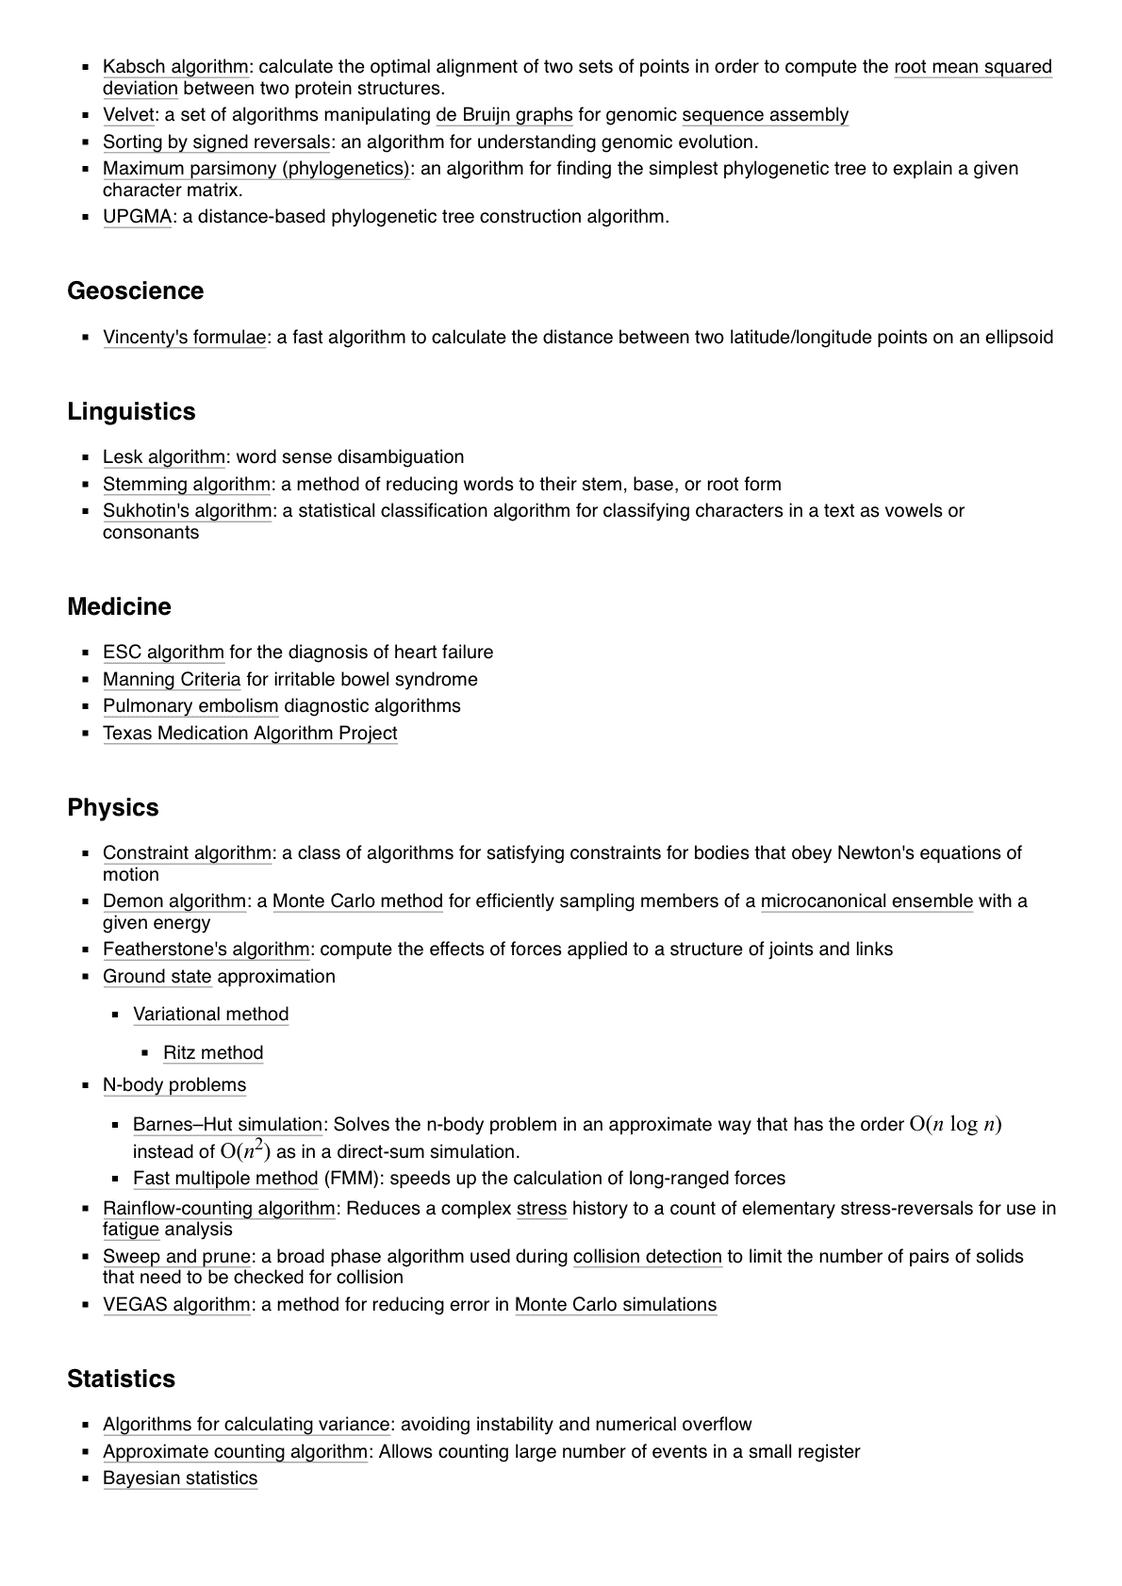 ▪ Kabsch algorithm: calculate the optimal alignment of two sets of points in order to compute the root mean squared
deviation between two protein structures.
▪ Velvet: a set of algorithms manipulating de Bruijn graphs for genomic sequence assembly
▪ Sorting by signed reversals: an algorithm for understanding genomic evolution.
▪ Maximum parsimony (phylogenetics): an algorithm for finding the simplest phylogenetic tree to explain a given
character matrix.
▪ UPGMA: a distance-based phylogenetic tree construction algorithm.
Geoscience
▪ Vincenty's formulae: a fast algorithm to calculate the distance between two latitude/longitude points on an ellipsoid
Linguistics
▪ Lesk algorithm: word sense disambiguation
▪ Stemming algorithm: a method of reducing words to their stem, base, or root form
▪ Sukhotin's algorithm: a statistical classification algorithm for classifying characters in a text as vowels or
consonants
Medicine
▪ ESC algorithm for the diagnosis of heart failure
▪ Manning Criteria for irritable bowel syndrome
▪ Pulmonary embolism diagnostic algorithms
▪ Texas Medication Algorithm Project
Physics
▪ Constraint algorithm: a class of algorithms for satisfying constraints for bodies that obey Newton's equations of
motion
▪ Demon algorithm: a Monte Carlo method for efficiently sampling members of a microcanonical ensemble with a
given energy
▪ Featherstone's algorithm: compute the effects of forces applied to a structure of joints and links
▪ Ground state approximation
▪ Variational method
▪ Ritz method
▪ N-body problems
▪ Barnes–Hut simulation: Solves the n-body problem in an approximate way that has the order O(n log n)
instead of O(n²) as in a direct-sum simulation.
▪ Fast multipole method (FMM): speeds up the calculation of long-ranged forces
▪ Rainflow-counting algorithm: Reduces a complex stress history to a count of elementary stress-reversals for use in
fatigue analysis
▪ Sweep and prune: a broad phase algorithm used during collision detection to limit the number of pairs of solids
that need to be checked for collision
▪ VEGAS algorithm: a method for reducing error in Monte Carlo simulations
Statistics
▪ Algorithms for calculating variance: avoiding instability and numerical overflow
▪ Approximate counting algorithm: Allows counting large number of events in a small register
▪ Bayesian statistics